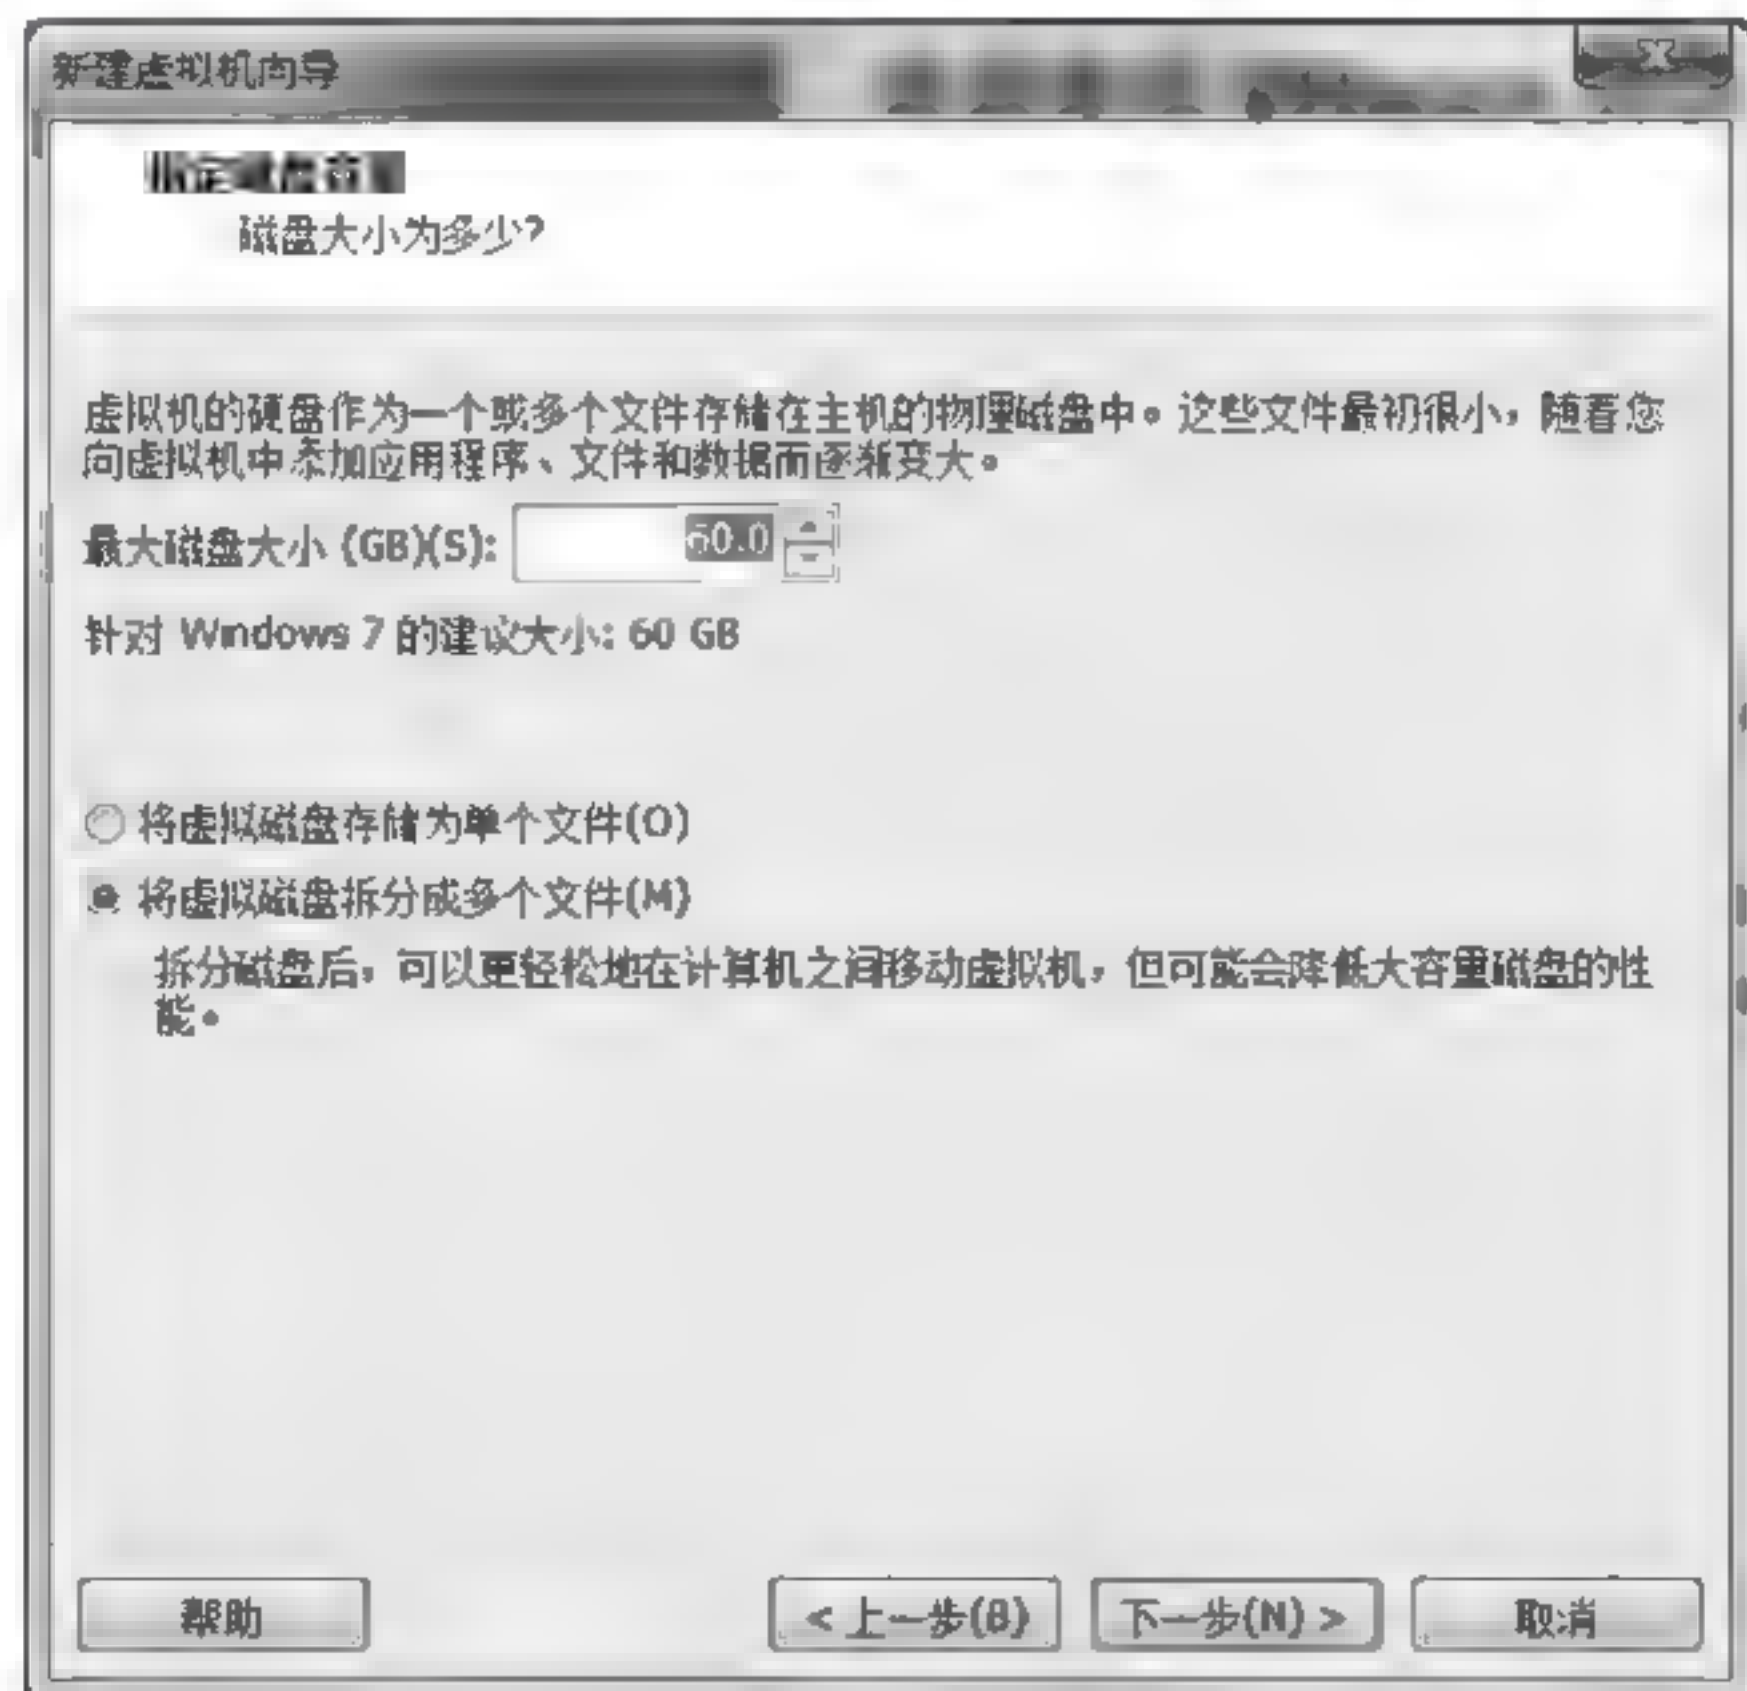 新建虚拟机向导
指定磁盘容量
磁盘大小为多少?
虚拟机的硬盘作为一个或多个文件存储在主机的物理磁盘中。这些文件最初很小，随着您
向虚拟机中添加应用程序、文件和数据而逐渐变大。
最大磁盘大小 (GB)(S): 60.0
针对 Windows 7 的建议大小: 60 GB
将虚拟磁盘存储为单个文件(O)
将虚拟磁盘拆分成多个文件(M)
拆分磁盘后，可以更轻松地在计算机之间移动虚拟机，但可能会降低大容量磁盘的性
能。
帮助
< 上一步(B)
下一步(N) >
取消